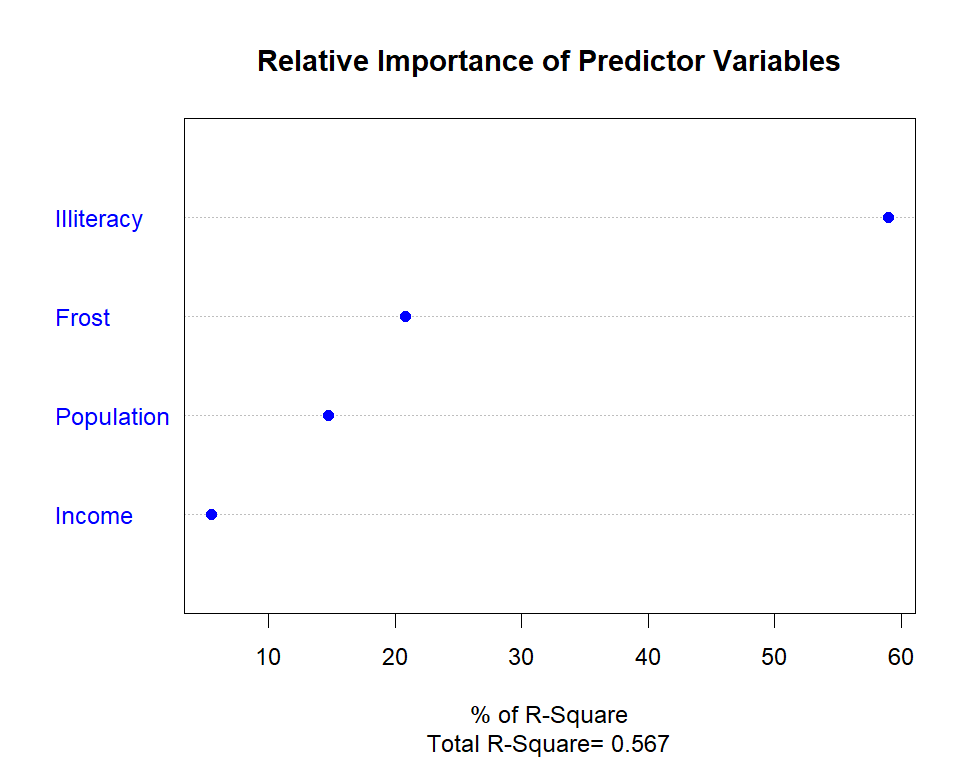 Relative Importance of Predictor Variables
Illiteracy
Frost
Population
Income
10 20 30 40 50 60
% of R-Square
Total R-Square= 0.567